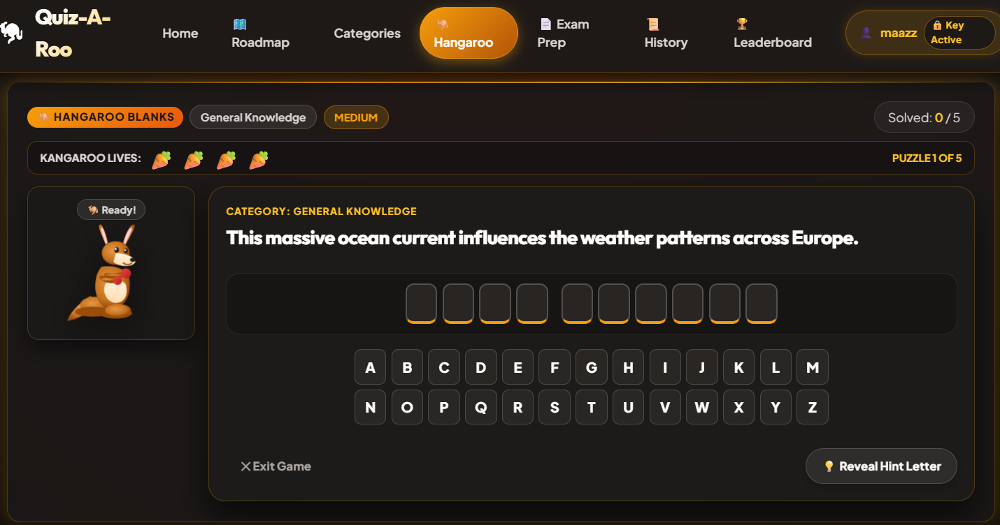 Quiz-A-Roo
Home
Roadmap
Categories
Hangaroo
Exam Prep
History
Leaderboard
maazz
Key Active
HANGAROO BLANKS
General Knowledge
MEDIUM
Solved: 0 / 5
KANGAROO LIVES:
PUZZLE 1 OF 5
Ready!
CATEGORY: GENERAL KNOWLEDGE
This massive ocean current influences the weather patterns across Europe.
A B C D E F G H I J K L M
N O P Q R S T U V W X Y Z
Exit Game
Reveal Hint Letter